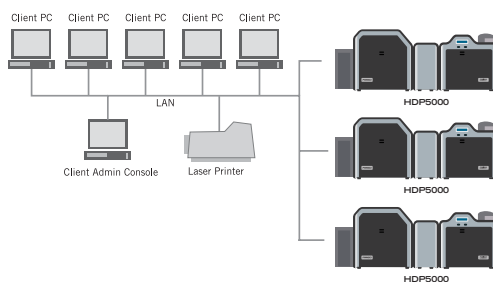 Client PC Client PC Client PC Client PC Client PC
HDP5000
LAN
Client Admin Console
Laser Printer
HDP5000
HDP5000